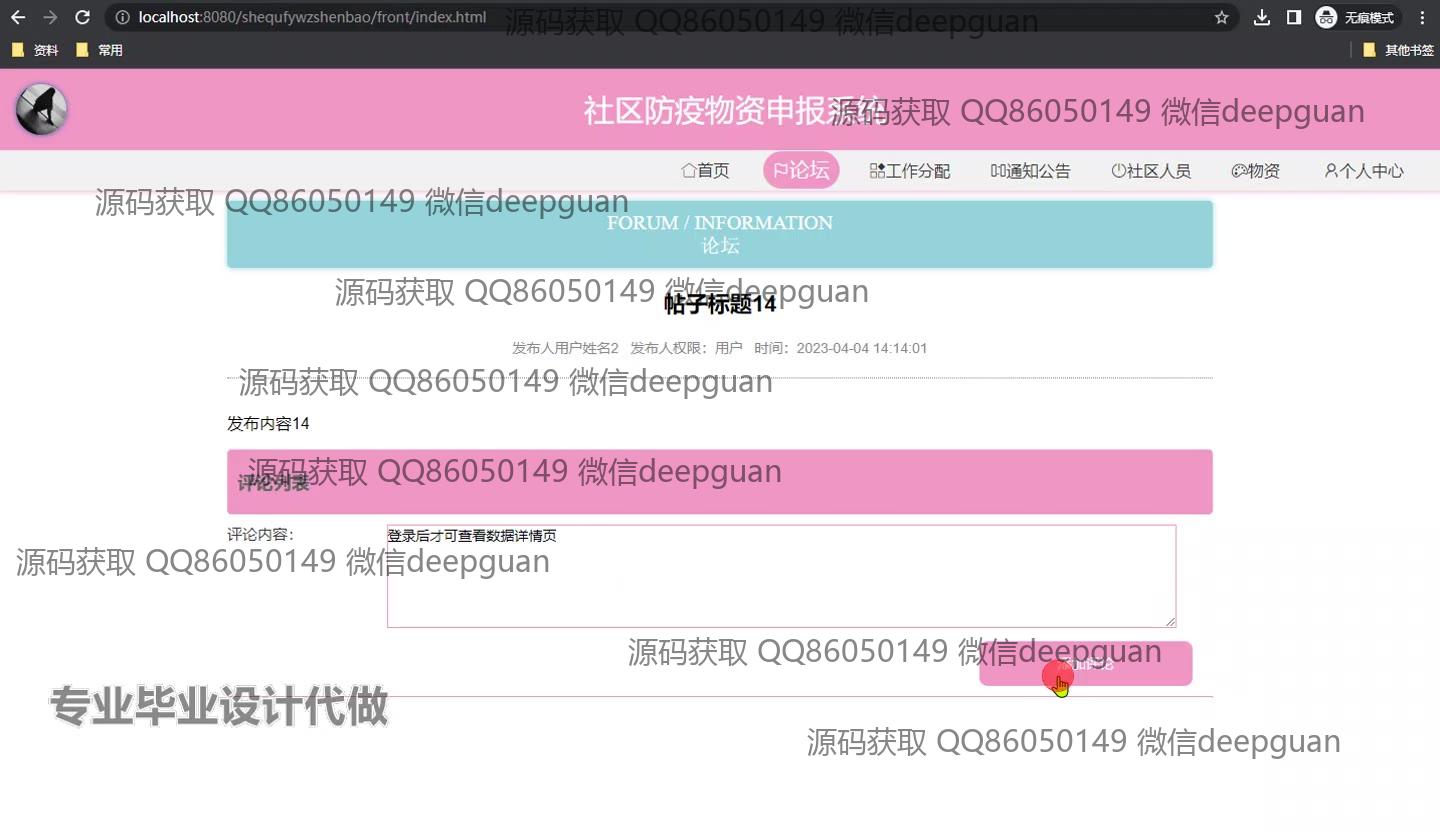 localhost:8080/shequfywzshenbao/front/index.html
源码获取 QQ86050149 微信deepguan
无痕模式
资料
常用
其他书签
社区防疫物资申报系统
源码获取 QQ86050149 微信deepguan
首页
论坛
工作分配
通知公告
社区人员
物资
个人中心
源码获取 QQ86050149 微信deepguan
FORUM / INFORMATION
论坛
源码获取 QQ86050149 微信deepguan
帖子标题14
发布人用户姓名2 发布人权限：用户 时间：2023-04-04 14:14:01
源码获取 QQ86050149 微信deepguan
发布内容14
源码获取 QQ86050149 微信deepguan
评论列表
评论内容：
登录后才可查看数据详情页
源码获取 QQ86050149 微信deepguan
源码获取 QQ86050149 微信deepguan
添加评论
专业毕业设计代做
源码获取 QQ86050149 微信deepguan